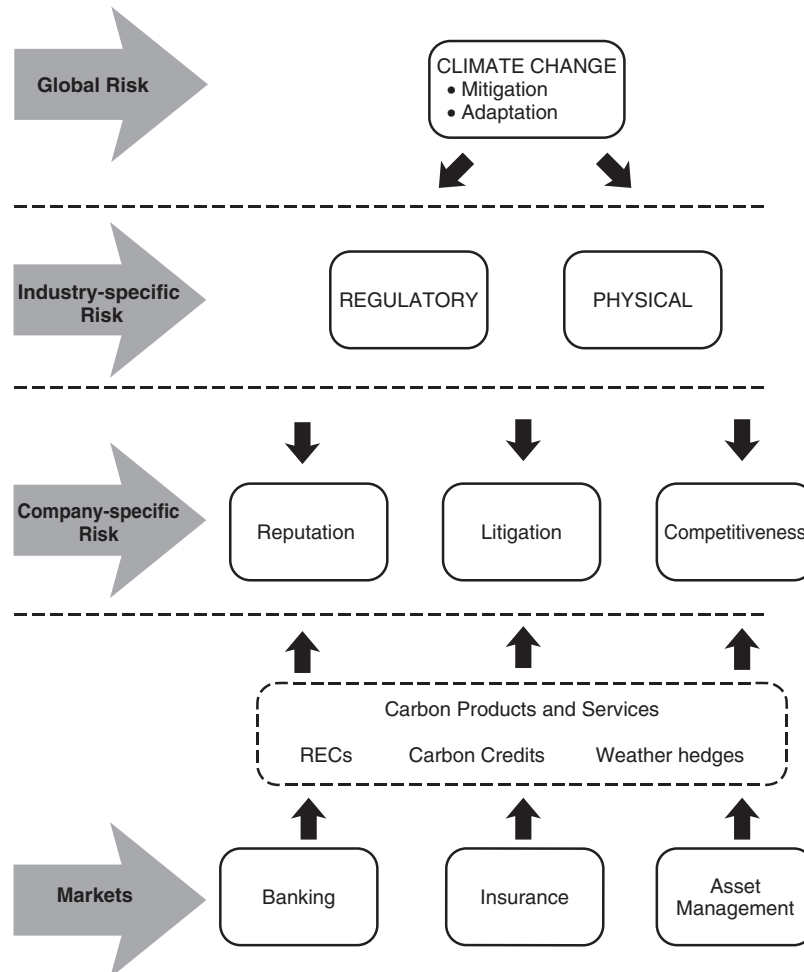 Global Risk
CLIMATE CHANGE
• Mitigation
• Adaptation
Industry-specific
Risk
REGULATORY
PHYSICAL
Company-specific
Risk
Reputation
Litigation
Competitiveness
Carbon Products and Services
RECs
Carbon Credits
Weather hedges
Markets
Banking
Insurance
Asset
Management